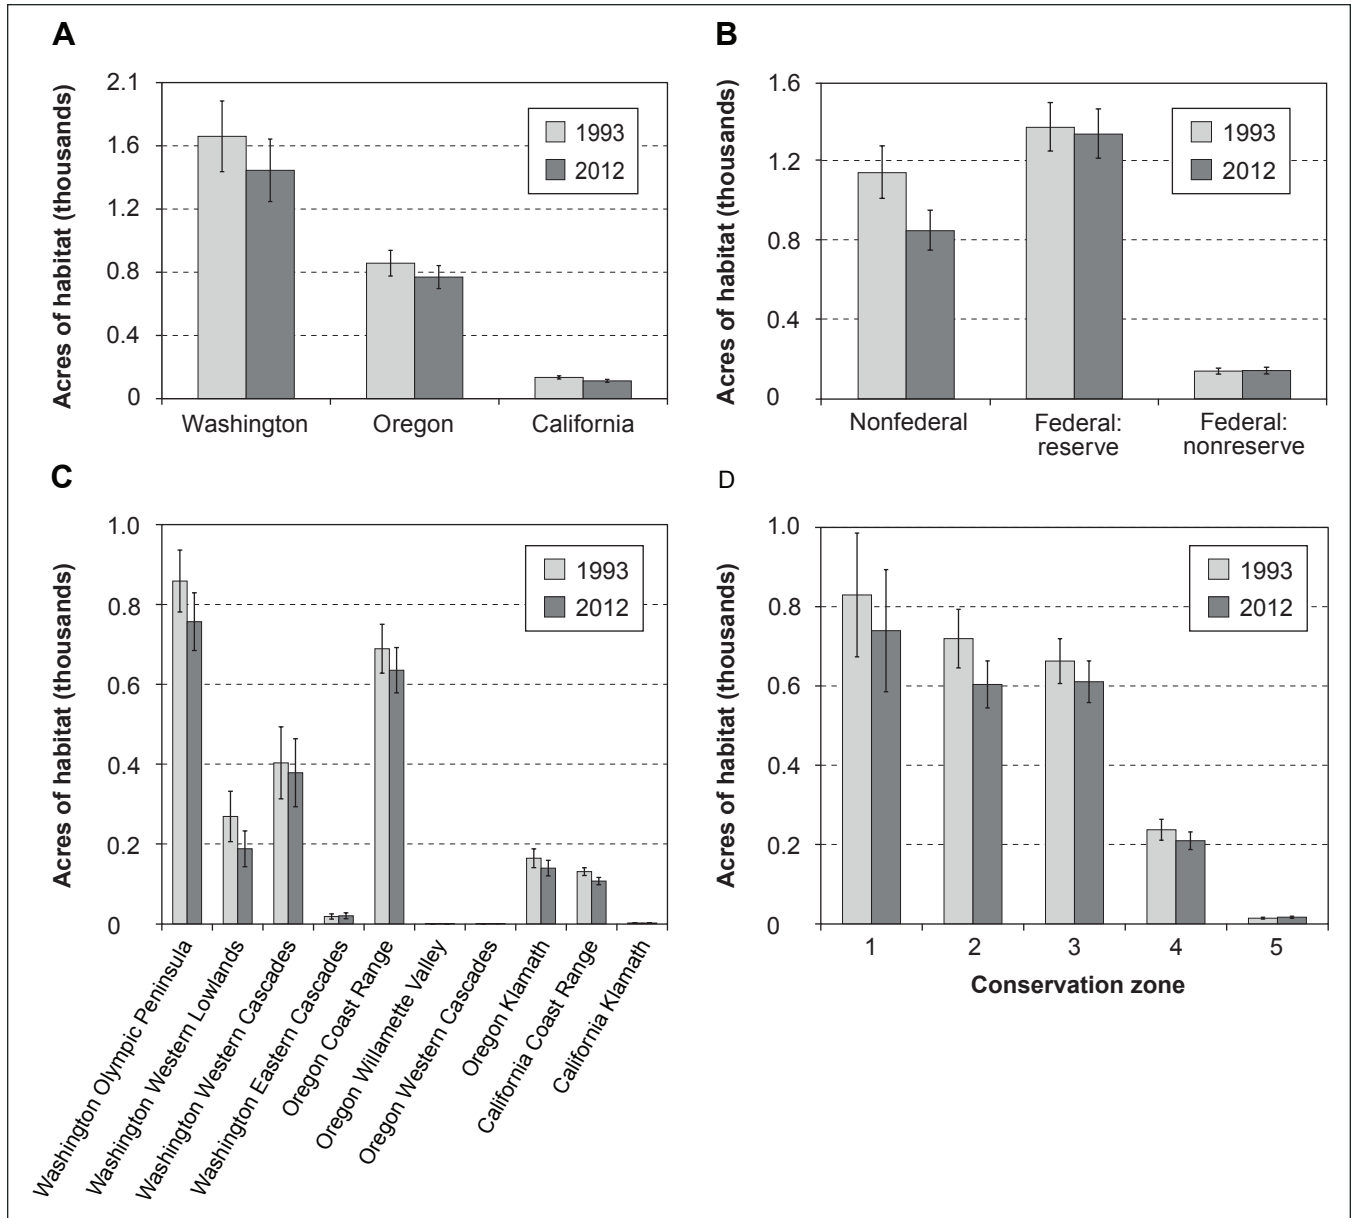 A
Acres of habitat (thousands)
2.1
1.6
1.2
0.8
0.4
0
1993
2012
Washington
Oregon
California
B
Acres of habitat (thousands)
1.6
1.2
0.8
0.4
0
1993
2012
Nonfederal
Federal:
reserve
Federal:
nonreserve
C
Acres of habitat (thousands)
1.0
0.8
0.6
0.4
0.2
0
1993
2012
Washington Olympic Peninsula
Washington Western Lowlands
Washington Western Cascades
Washington Eastern Cascades
Oregon Coast Range
Oregon Willamette Valley
Oregon Western Cascades
Oregon Klamath
California Coast Range
California Klamath
D
Acres of habitat (thousands)
1.0
0.8
0.6
0.4
0.2
0
1993
2012
1
2
3
4
5
Conservation zone